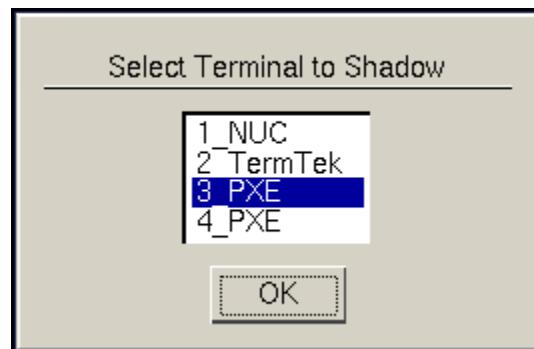 Select Terminal to Shadow
1_NUC
2_TermTek
3_PXE
4_PXE
OK